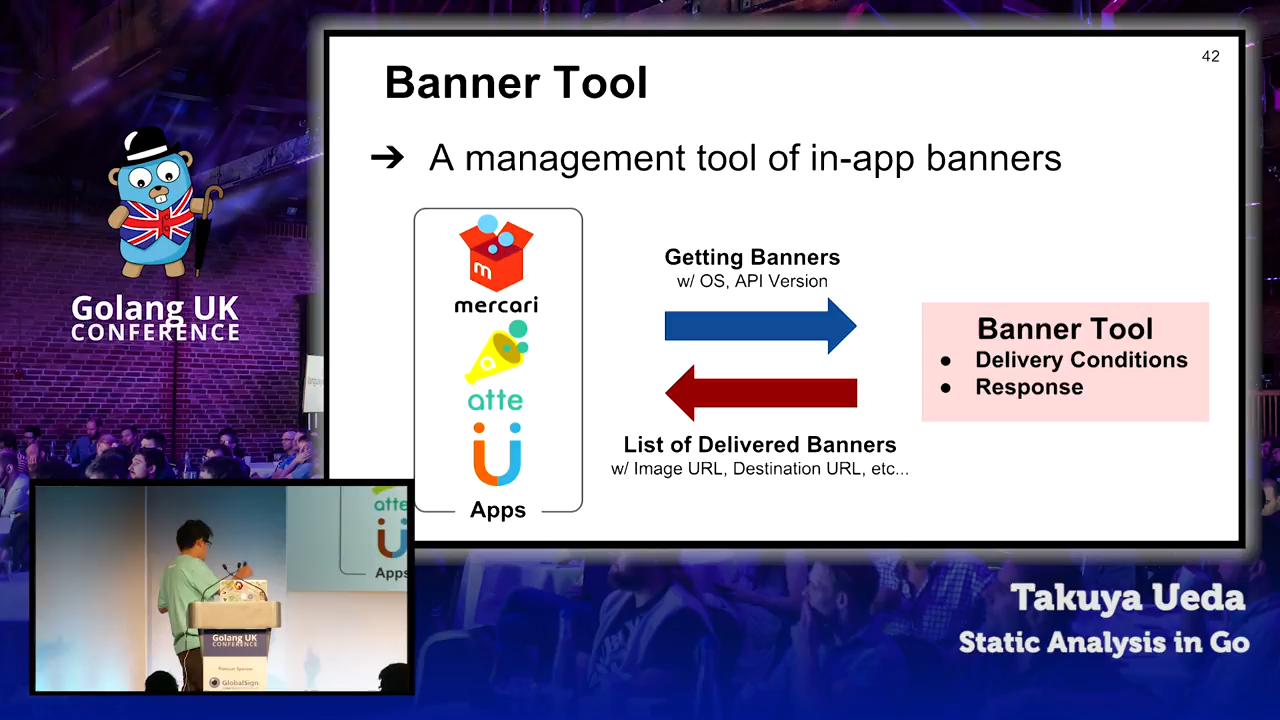 42
Banner Tool
➔ A management tool of in-app banners
mercari
atte
Apps
Getting Banners
w/ OS, API Version
List of Delivered Banners
w/ Image URL, Destination URL, etc...
Banner Tool
● Delivery Conditions
● Response
Golang UK
CONFERENCE
atte
Apps
Golang UK
CONFERENCE
GlobalSign
Takuya Ueda
Static Analysis in Go